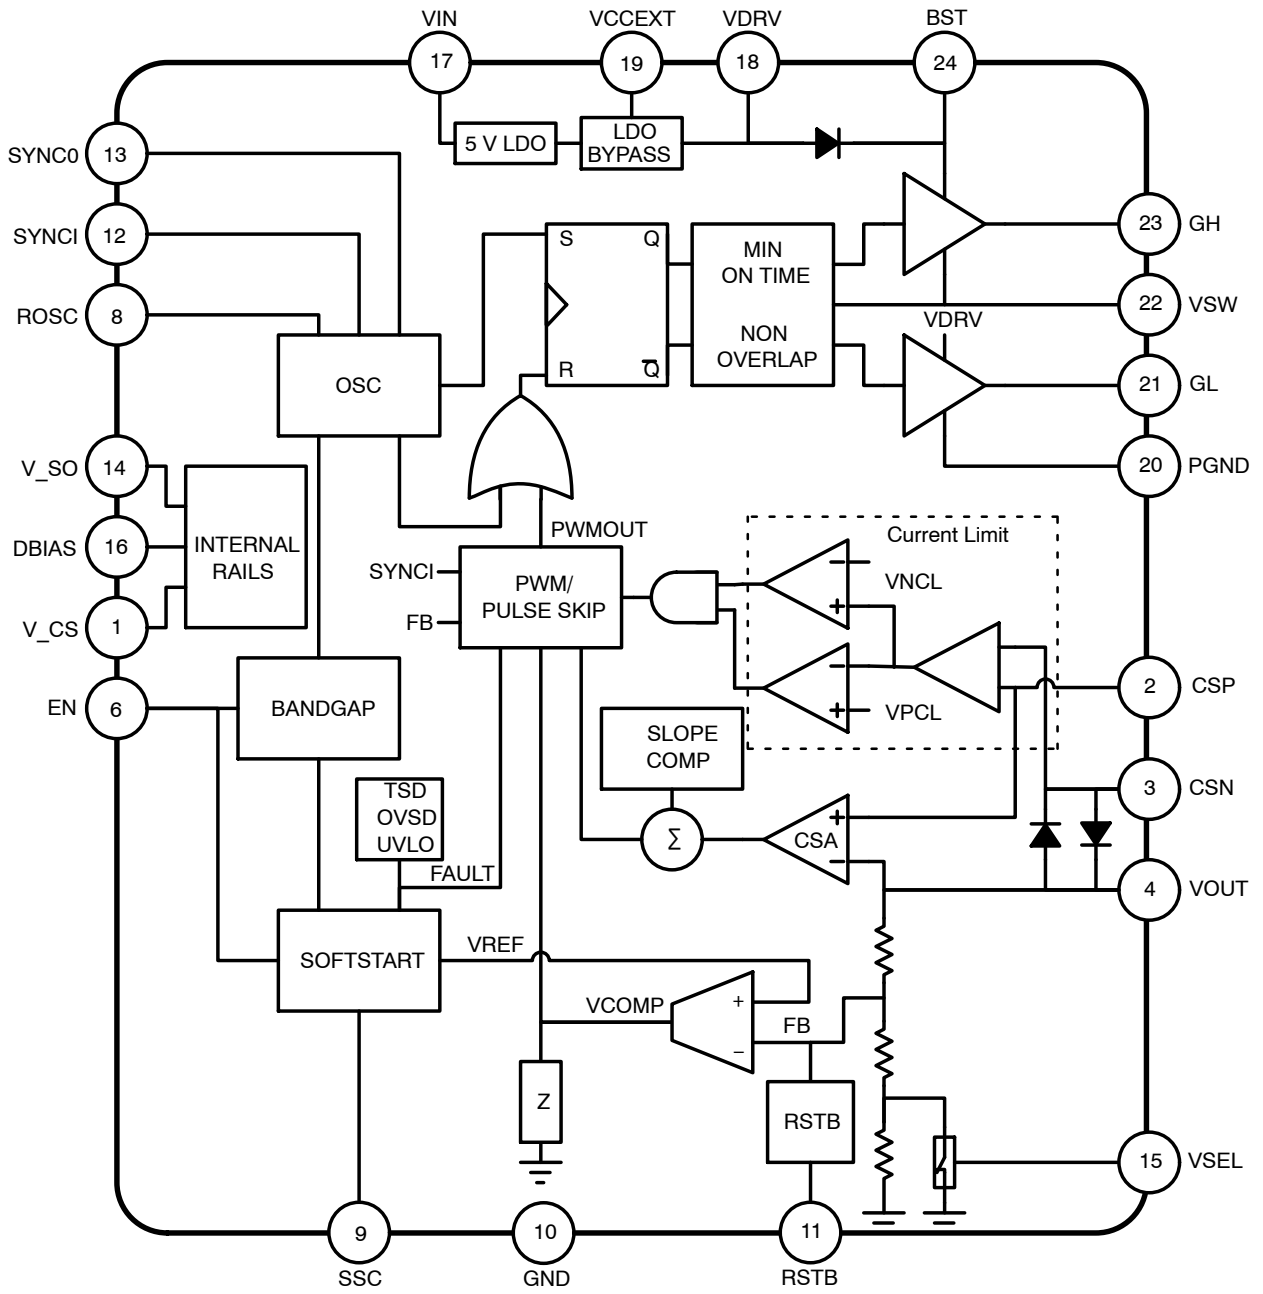 VIN
VCCEXT
VDRV
BST
17
19
18
24
SYNC0
13
5 V LDO
LDO
BYPASS
SYNCI
12
S
Q
MIN
ON TIME
23
GH
ROSC
8
22
VSW
VDRV
NON
OVERLAP
R
Q̅
OSC
21
GL
V_SO
14
20
PGND
PWMOUT
Current Limit
DBIAS
16
INTERNAL
RAILS
SYNCI
FB
PWM/
PULSE SKIP
− VNCL
+
V_CS
1
−
+ VPCL
2
CSP
EN
6
BANDGAP
SLOPE
COMP
TSD
OVSD
UVLO
3
CSN
Σ
CSA
+
−
FAULT
4
VOUT
SOFTSTART
VREF
VCOMP
+
−
FB
Z
RSTB
15
VSEL
9
10
11
SSC
GND
RSTB